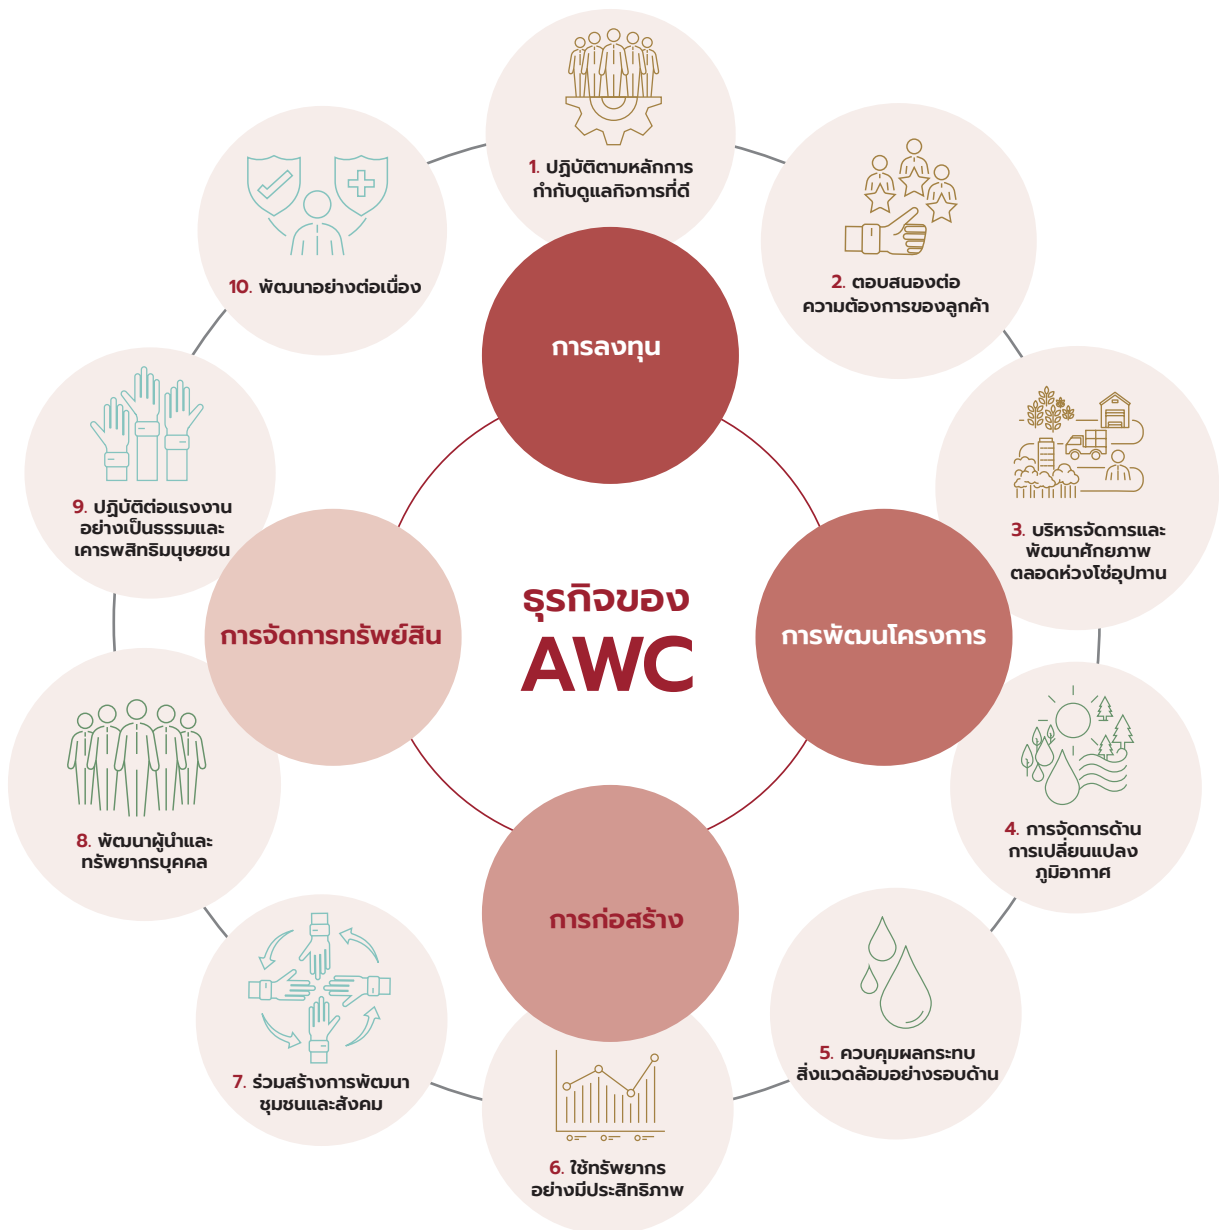 1. ปฏิบัติตามหลักการ
กำกับดูแลกิจการที่ดี
2. ตอบสนองต่อ
ความต้องการของลูกค้า
3. บริหารจัดการและ
พัฒนาศักยภาพ
ตลอดห่วงโซ่อุปทาน
4. การจัดการด้าน
การเปลี่ยนแปลง
ภูมิอากาศ
5. ควบคุมผลกระทบ
สิ่งแวดล้อมอย่างรอบด้าน
6. ใช้ทรัพยากร
อย่างมีประสิทธิภาพ
7. ร่วมสร้างการพัฒนา
ชุมชนและสังคม
8. พัฒนาผู้นำและ
ทรัพยากรบุคคล
9. ปฏิบัติต่อแรงงาน
อย่างเป็นธรรมและ
เคารพสิทธิมนุษยชน
10. พัฒนาอย่างต่อเนื่อง
การลงทุน
การพัฒนโครงการ
การก่อสร้าง
การจัดการทรัพย์สิน
ธุรกิจของ
AWC